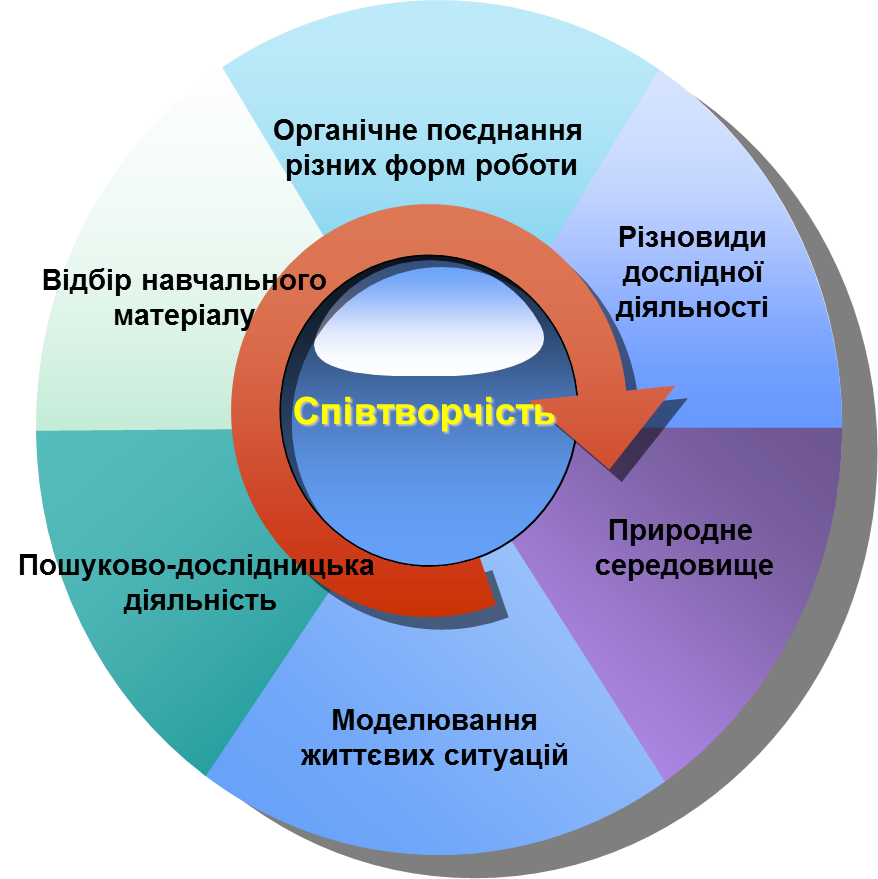 Органічне поєднання
різних форм роботи
Різновиди
дослідної
діяльності
Відбір навчального
матеріалу
Співтворчість
Природне
середовище
Пошуково-дослідницька
діяльність
Моделювання
життєвих ситуацій